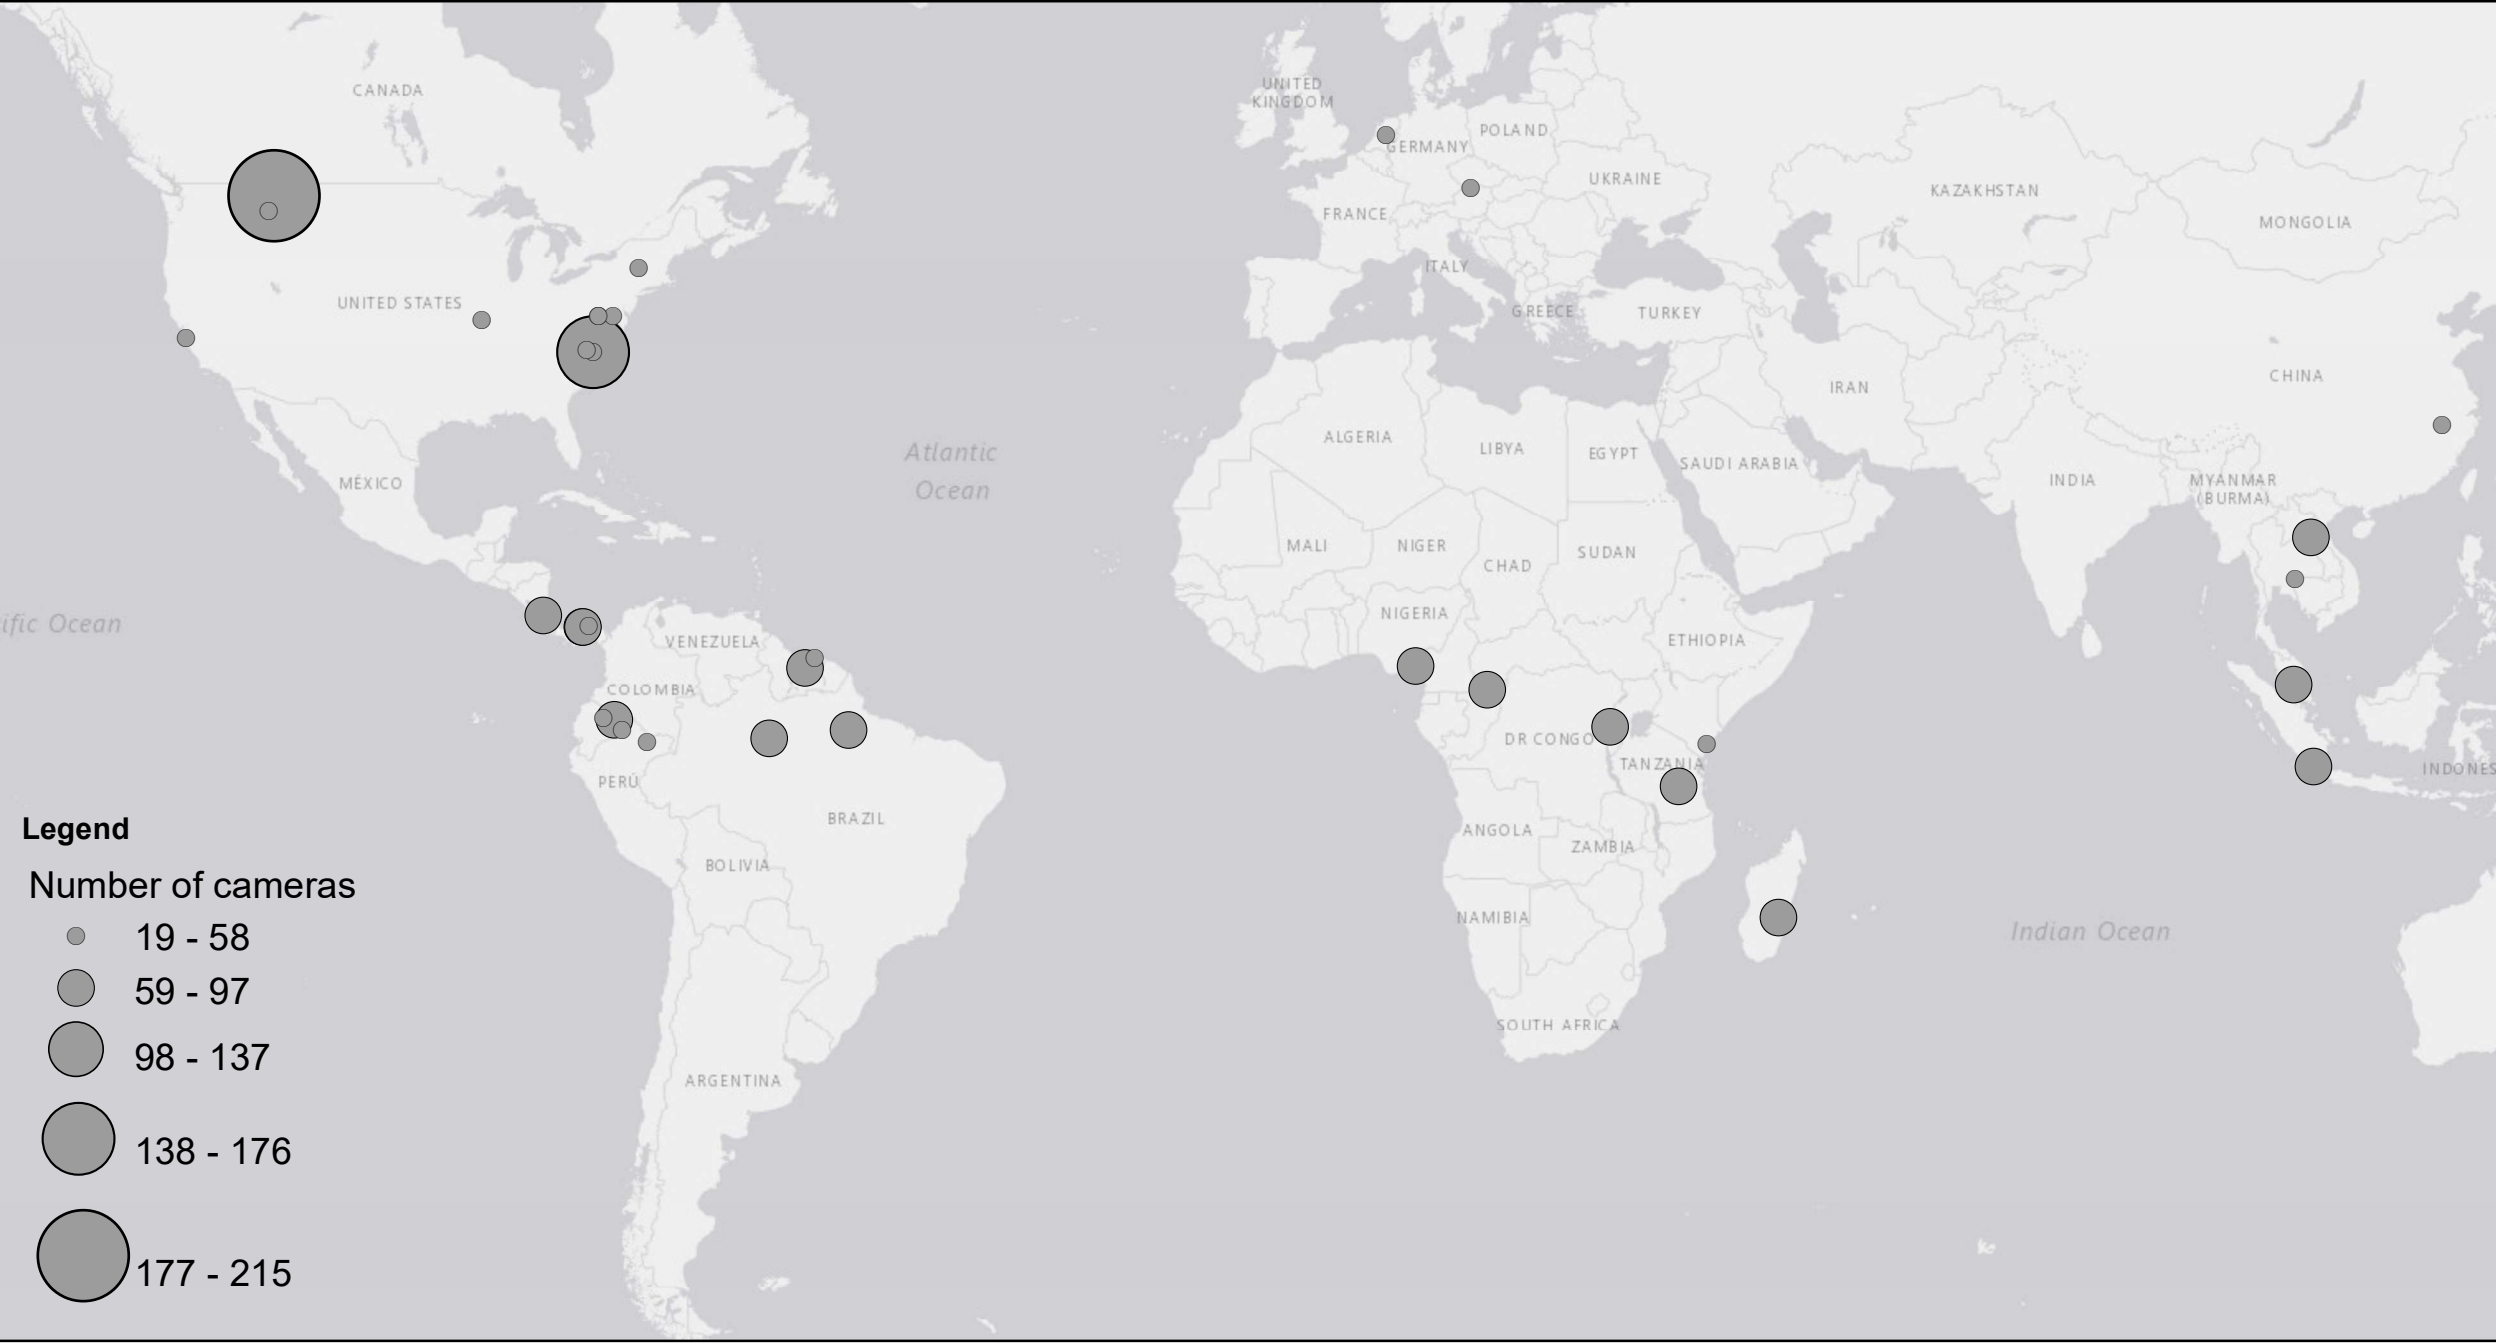 CANADA
UNITED
KINGDOM
POLAND
GERMANY
UKRAINE
KAZAKHSTAN
FRANCE
MONGOLIA
ITALY
UNITED STATES
GREECE
TURKEY
CHINA
IRAN
ALGERIA
LIBYA
EGYPT
SAUDI ARABIA
Atlantic
Ocean
MÉXICO
INDIA
MYANMAR
(BURMA)
MALI
NIGER
SUDAN
CHAD
NIGERIA
ific Ocean
VENEZUELA
ETHIOPIA
COLOMBIA
DR CONGO
TANZANIA
INDONES
PERÚ
BRAZIL
ANGOLA
ZAMBIA
BOLIVIA
NAMIBIA
Indian Ocean
SOUTH AFRICA
ARGENTINA
Legend
Number of cameras
19 - 58
59 - 97
98 - 137
138 - 176
177 - 215